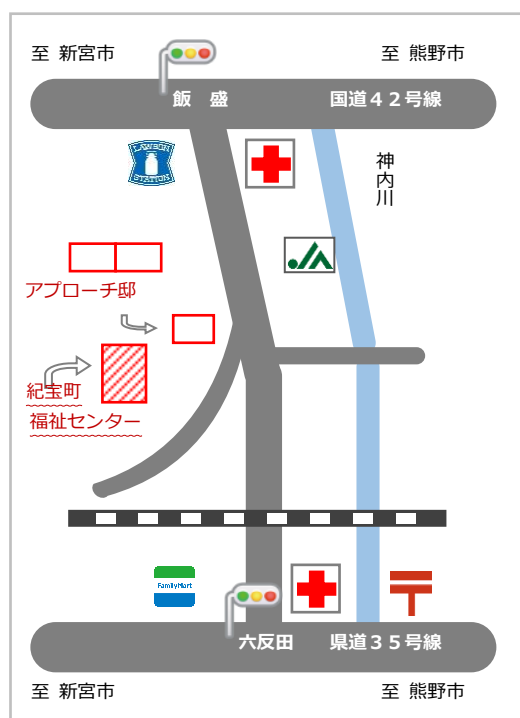 至 新宮市
至 熊野市
飯 盛
国道42号線
LAWSON
STATION
神内川
アプローチ邸
紀宝町
福祉センター
FamilyMart
六反田
県道35号線
至 新宮市
至 熊野市